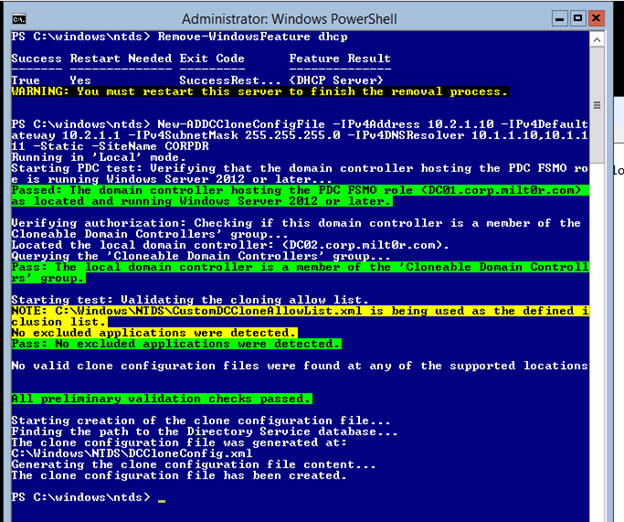 Administrator: Windows PowerShell
PS C:\windows\ntds> Remove-WindowsFeature dhcp
Success Restart Needed Exit Code Feature Result
------- -------------- --------- --------------
True Yes SuccessRest... {DHCP Server}
WARNING: You must restart this server to finish the removal process.
PS C:\windows\ntds> New-ADDCCloneConfigFile -IPv4Address 10.2.1.10 -IPv4Default
ateway 10.2.1.1 -IPv4SubnetMask 255.255.255.0 -IPv4DNSResolver 10.1.1.10,10.1.1
11 -Static -SiteName CORPDR
Running in 'Local' mode.
Starting PDC test: Verifying that the domain controller hosting the PDC FSMO ro
e is running Windows Server 2012 or later...
Passed: The domain controller hosting the PDC FSMO role (DC01.corp.milt0r.com)
as located and running Windows Server 2012 or later.
Verifying authorization: Checking if this domain controller is a member of the
Cloneable Domain Controllers' group...
Located the local domain controller: (DC02.corp.milt0r.com).
Querying the 'Cloneable Domain Controllers' group...
Pass: The local domain controller is a member of the 'Cloneable Domain Controll
rs' group.
Starting test: Validating the cloning allow list.
NOTE: C:\Windows\NTDS\CustomDCCloneAllowList.xml is being used as the defined i
clusion list.
No excluded applications were detected.
Pass: No excluded applications were detected.
No valid clone configuration files were found at any of the supported locations
All preliminary validation checks passed.
Starting creation of the clone configuration file...
Finding the path to the Directory Service database...
The clone configuration file was generated at:
C:\Windows\NTDS\DCCloneConfig.xml
Generating the clone configuration file content...
The clone configuration file has been created.
PS C:\windows\ntds> _